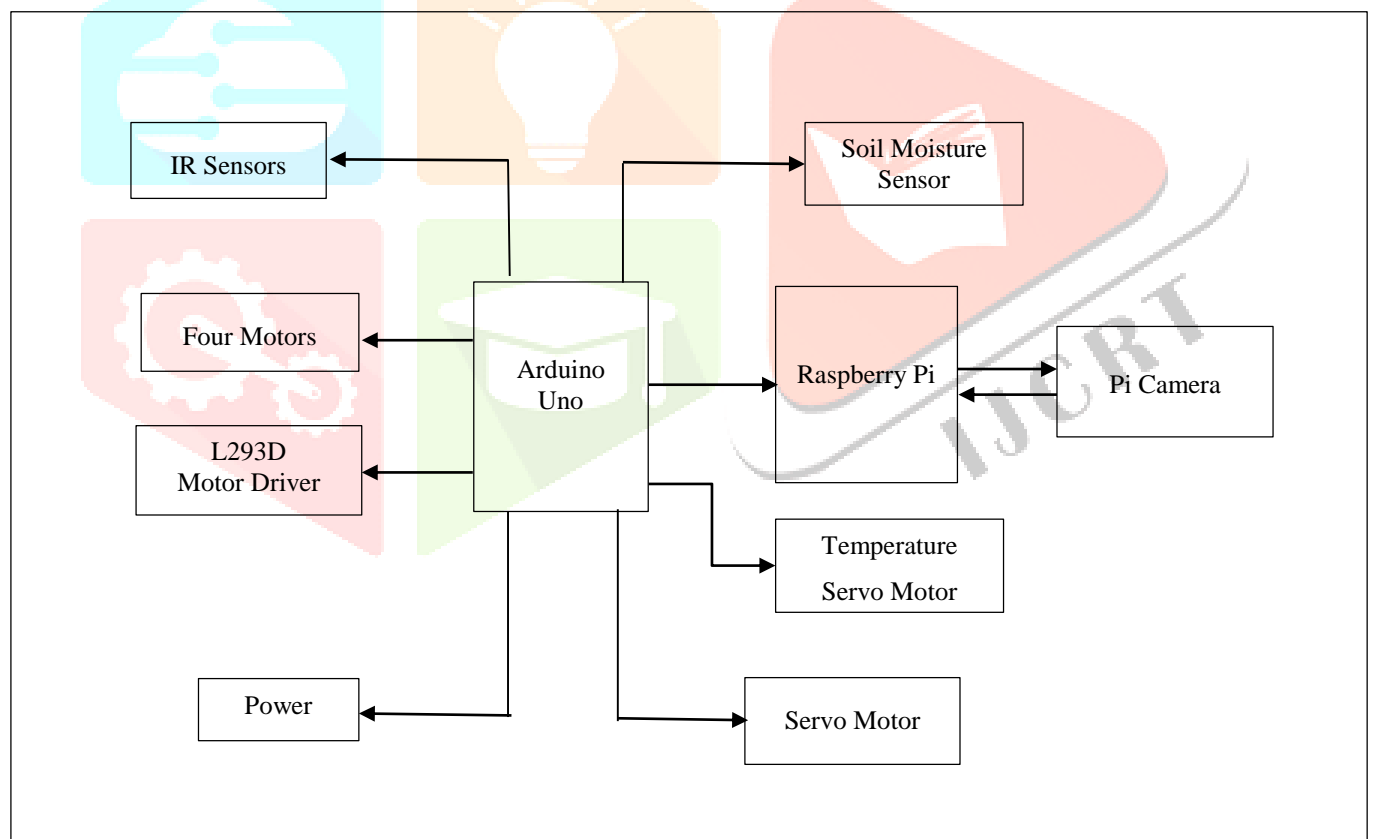 IR Sensors
Soil Moisture
Sensor
Four Motors
Arduino
Uno
Raspberry Pi
Pi Camera
L293D
Motor Driver
Temperature
Servo Motor
Power
Servo Motor
IJCRT